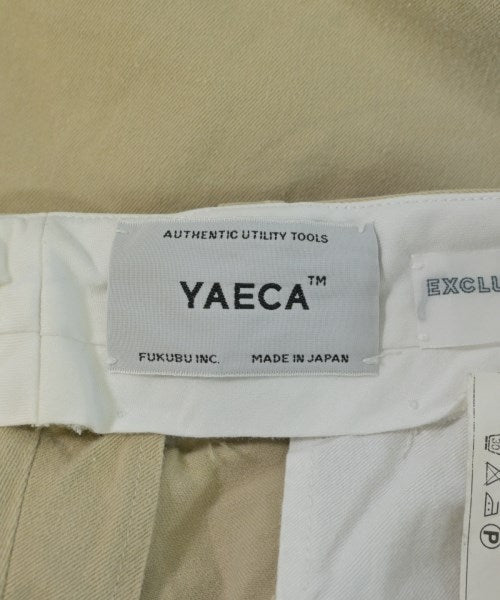 AUTHENTIC UTILITY TOOLS
YAECA™
FUKUBU INC. MADE IN JAPAN
EXCLU
P